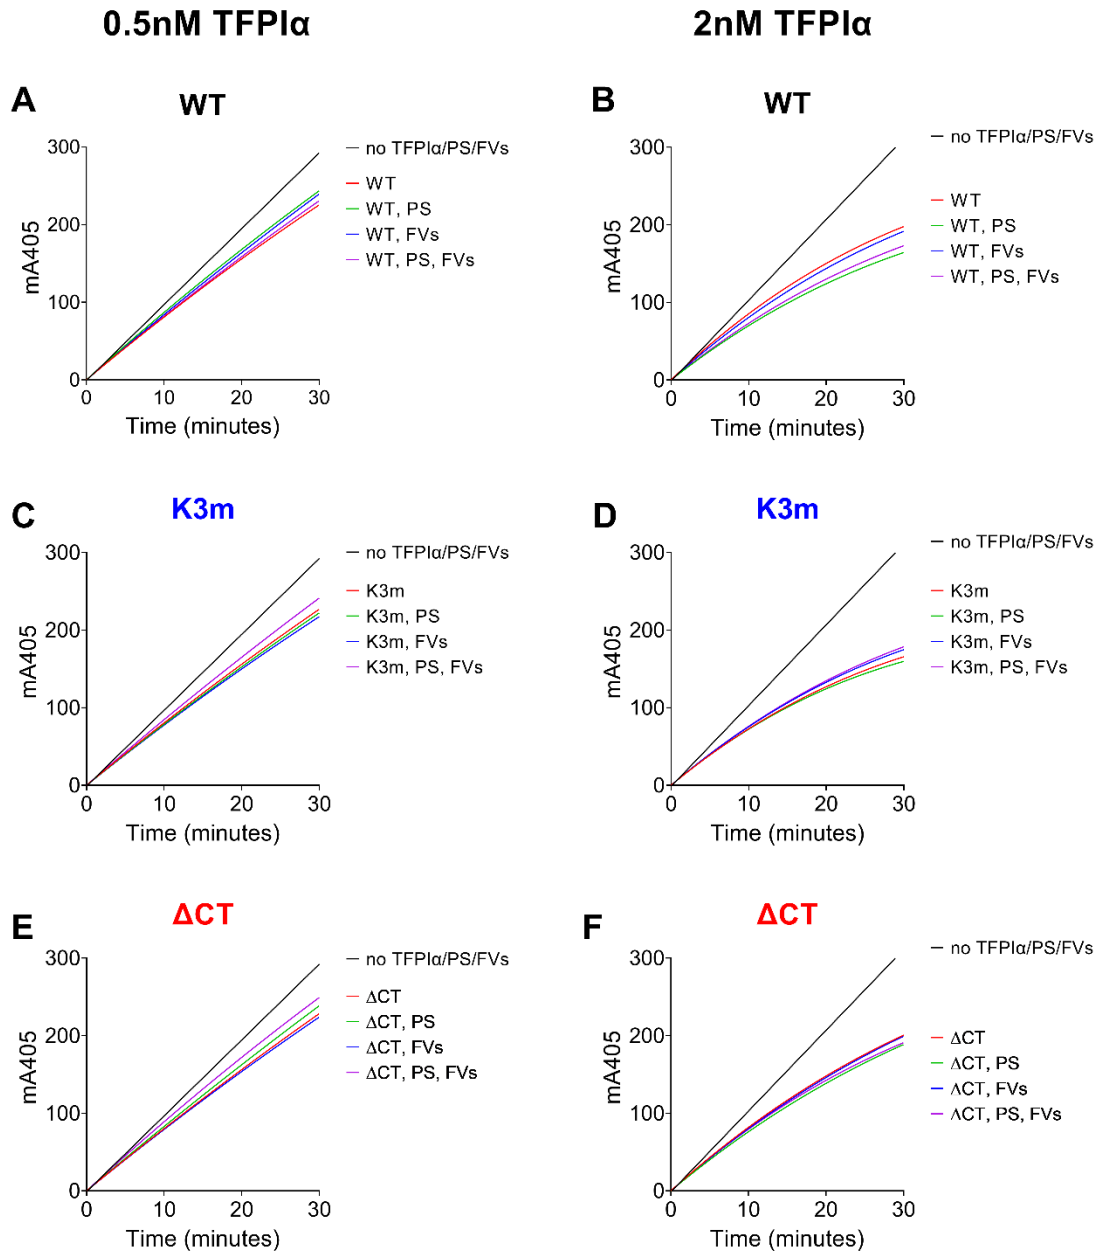 0.5nM TFPIα
2nM TFPIα
A
WT
300
200
100
0
0
10
20
30
mA405
Time (minutes)
no TFPIα/PS/FVs
WT
WT, PS
WT, FVs
WT, PS, FVs
B
WT
300
200
100
0
0
10
20
30
mA405
Time (minutes)
no TFPIα/PS/FVs
WT
WT, PS
WT, FVs
WT, PS, FVs
C
K3m
300
200
100
0
0
10
20
30
mA405
Time (minutes)
no TFPIα/PS/FVs
K3m
K3m, PS
K3m, FVs
K3m, PS, FVs
D
K3m
300
200
100
0
0
10
20
30
mA405
Time (minutes)
no TFPIα/PS/FVs
K3m
K3m, PS
K3m, FVs
K3m, PS, FVs
E
ΔCT
300
200
100
0
0
10
20
30
mA405
Time (minutes)
no TFPIα/PS/FVs
ΔCT
ΔCT, PS
ΔCT, FVs
ΔCT, PS, FVs
F
ΔCT
300
200
100
0
0
10
20
30
mA405
Time (minutes)
no TFPIα/PS/FVs
ΔCT
ΔCT, PS
ΔCT, FVs
ΔCT, PS, FVs